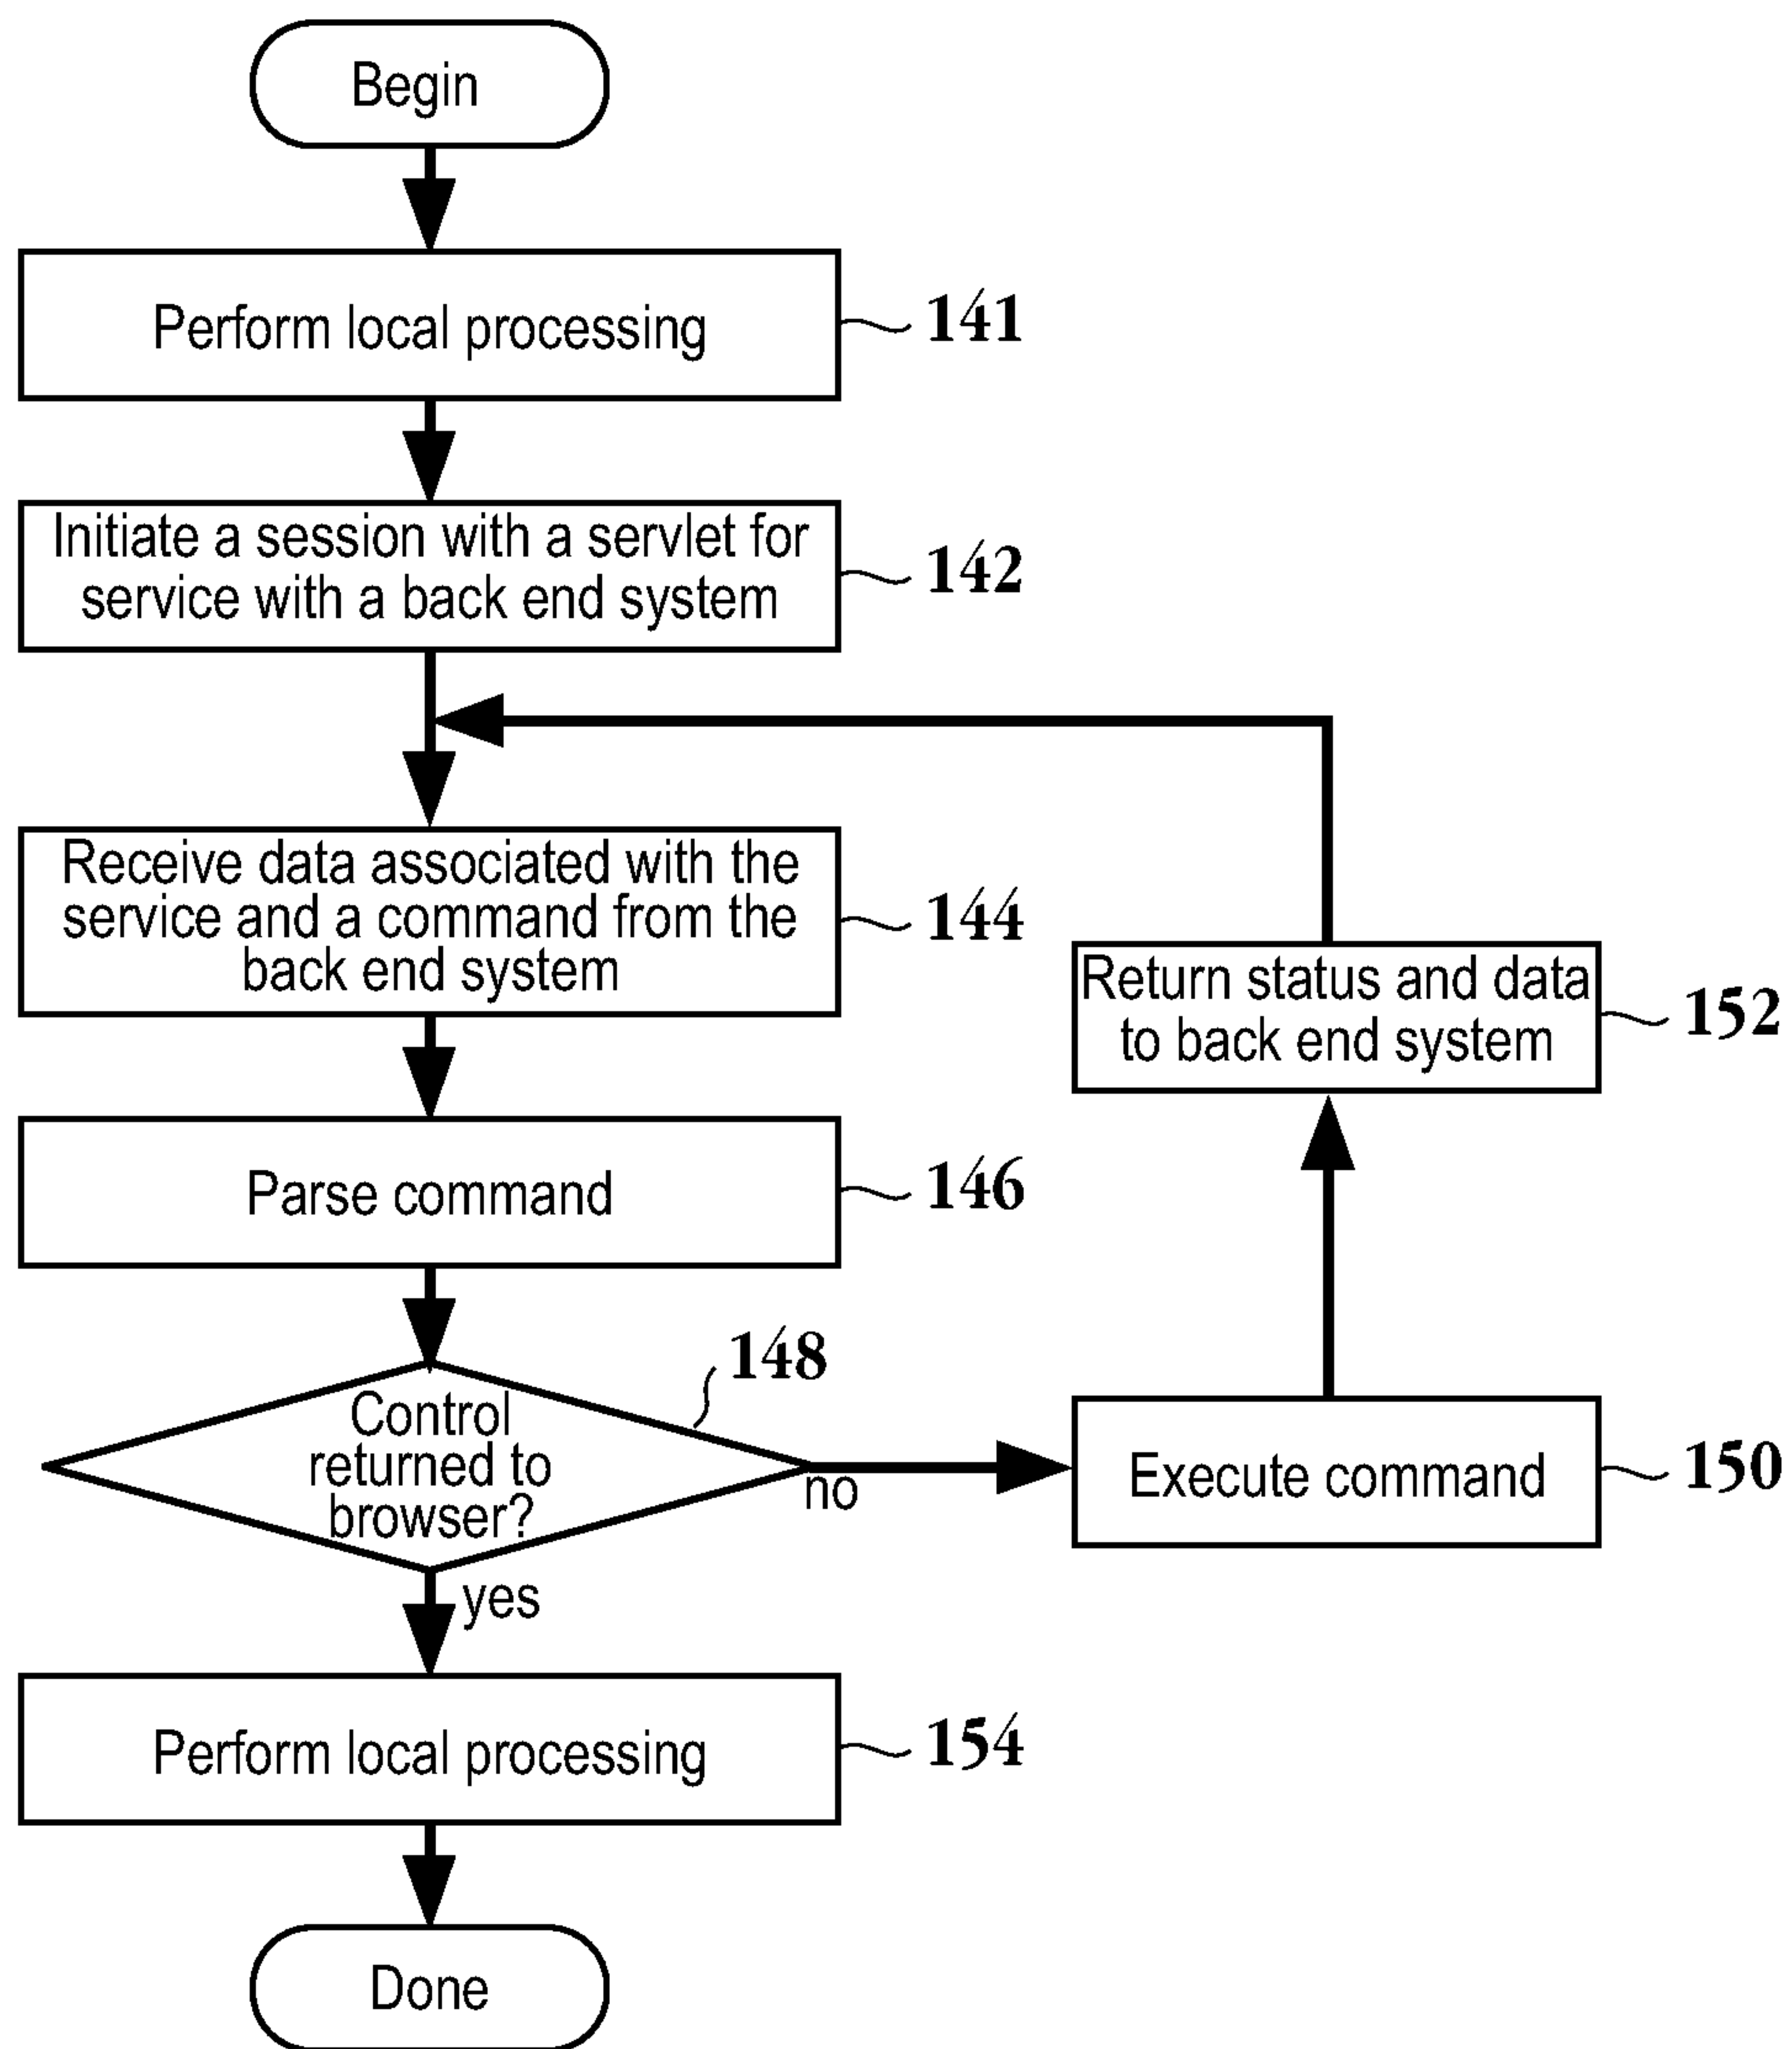 Begin
Perform local processing
141
Initiate a session with a servlet for
service with a back end system
142
Receive data associated with the
service and a command from the
back end system
144
Return status and data
to back end system
152
Parse command
146
148
Control
returned to
browser?
no
Execute command
150
yes
Perform local processing
154
Done